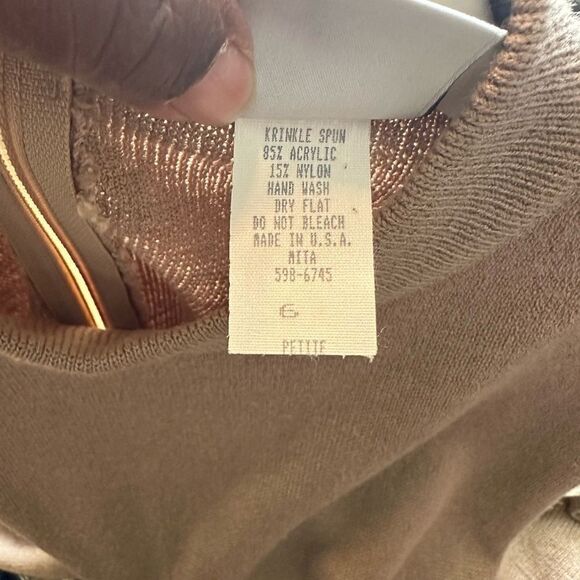 KRINKLE SPUN
85% ACRYLIC
15% NYLON
HAND WASH
DRY FLAT
DO NOT BLEACH
MADE IN U.S.A.
MITA
598-6745
6
PETITE